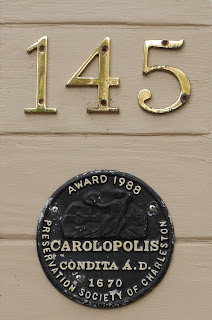 145
AWARD 1988
CAROLOPOLIS
CONDITA A.D.
1670
PRESERVATION SOCIETY OF CHARLESTON